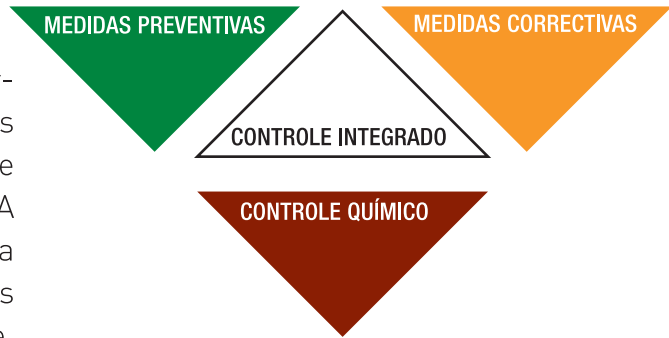 MEDIDAS PREVENTIVAS
MEDIDAS CORRECTIVAS
CONTROLE INTEGRADO
CONTROLE QUÍMICO
-
s
e
A
a
s
e